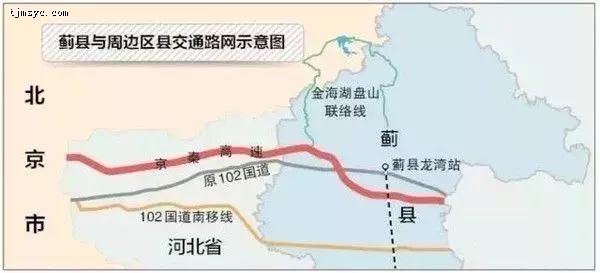 tjmsyc.com
蓟县与周边区县交通路网示意图
北
京
市
金海湖盘山
联络线
蓟
县
京秦高速
原102国道
蓟县龙湾站
102国道南移线
河北省